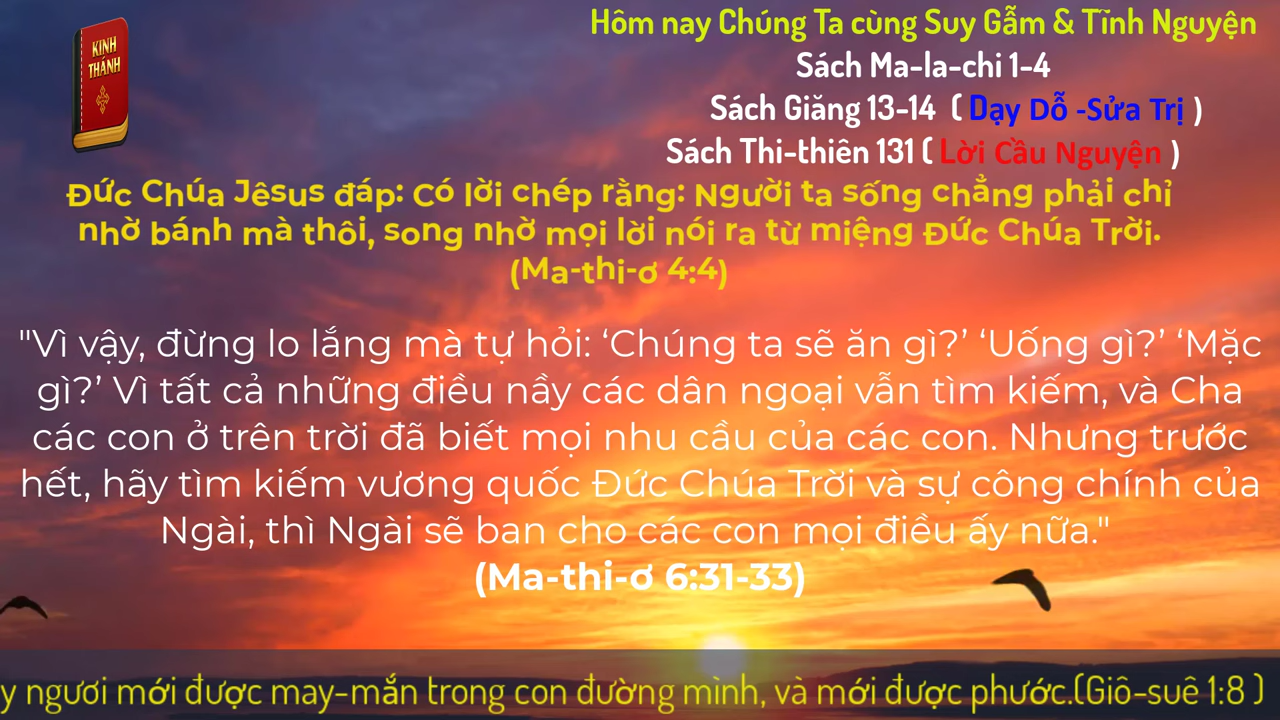 KINH
THÁNH
Hôm nay Chúng Ta cùng Suy Gẫm & Tĩnh Nguyện
Sách Ma-la-chi 1-4
Sách Giăng 13-14 ( Dạy Dỗ -Sửa Trị )
Sách Thi-thiên 131 ( Lời Cầu Nguyện )
Đức Chúa Jêsus đáp: Có lời chép rằng: Người ta sống chẳng phải chỉ
nhờ bánh mà thôi, song nhờ mọi lời nói ra từ miệng Đức Chúa Trời.
(Ma-thi-ơ 4:4)
"Vì vậy, đừng lo lắng mà tự hỏi: ‘Chúng ta sẽ ăn gì?’ ‘Uống gì?’ ‘Mặc
gì?’ Vì tất cả những điều nầy các dân ngoại vẫn tìm kiếm, và Cha
các con ở trên trời đã biết mọi nhu cầu của các con. Nhưng trước
hết, hãy tìm kiếm vương quốc Đức Chúa Trời và sự công chính của
Ngài, thì Ngài sẽ ban cho các con mọi điều ấy nữa."
(Ma-thi-ơ 6:31-33)
y ngươi mới được may-mắn trong con đường mình, và mới được phước.(Giô-suê 1:8 )